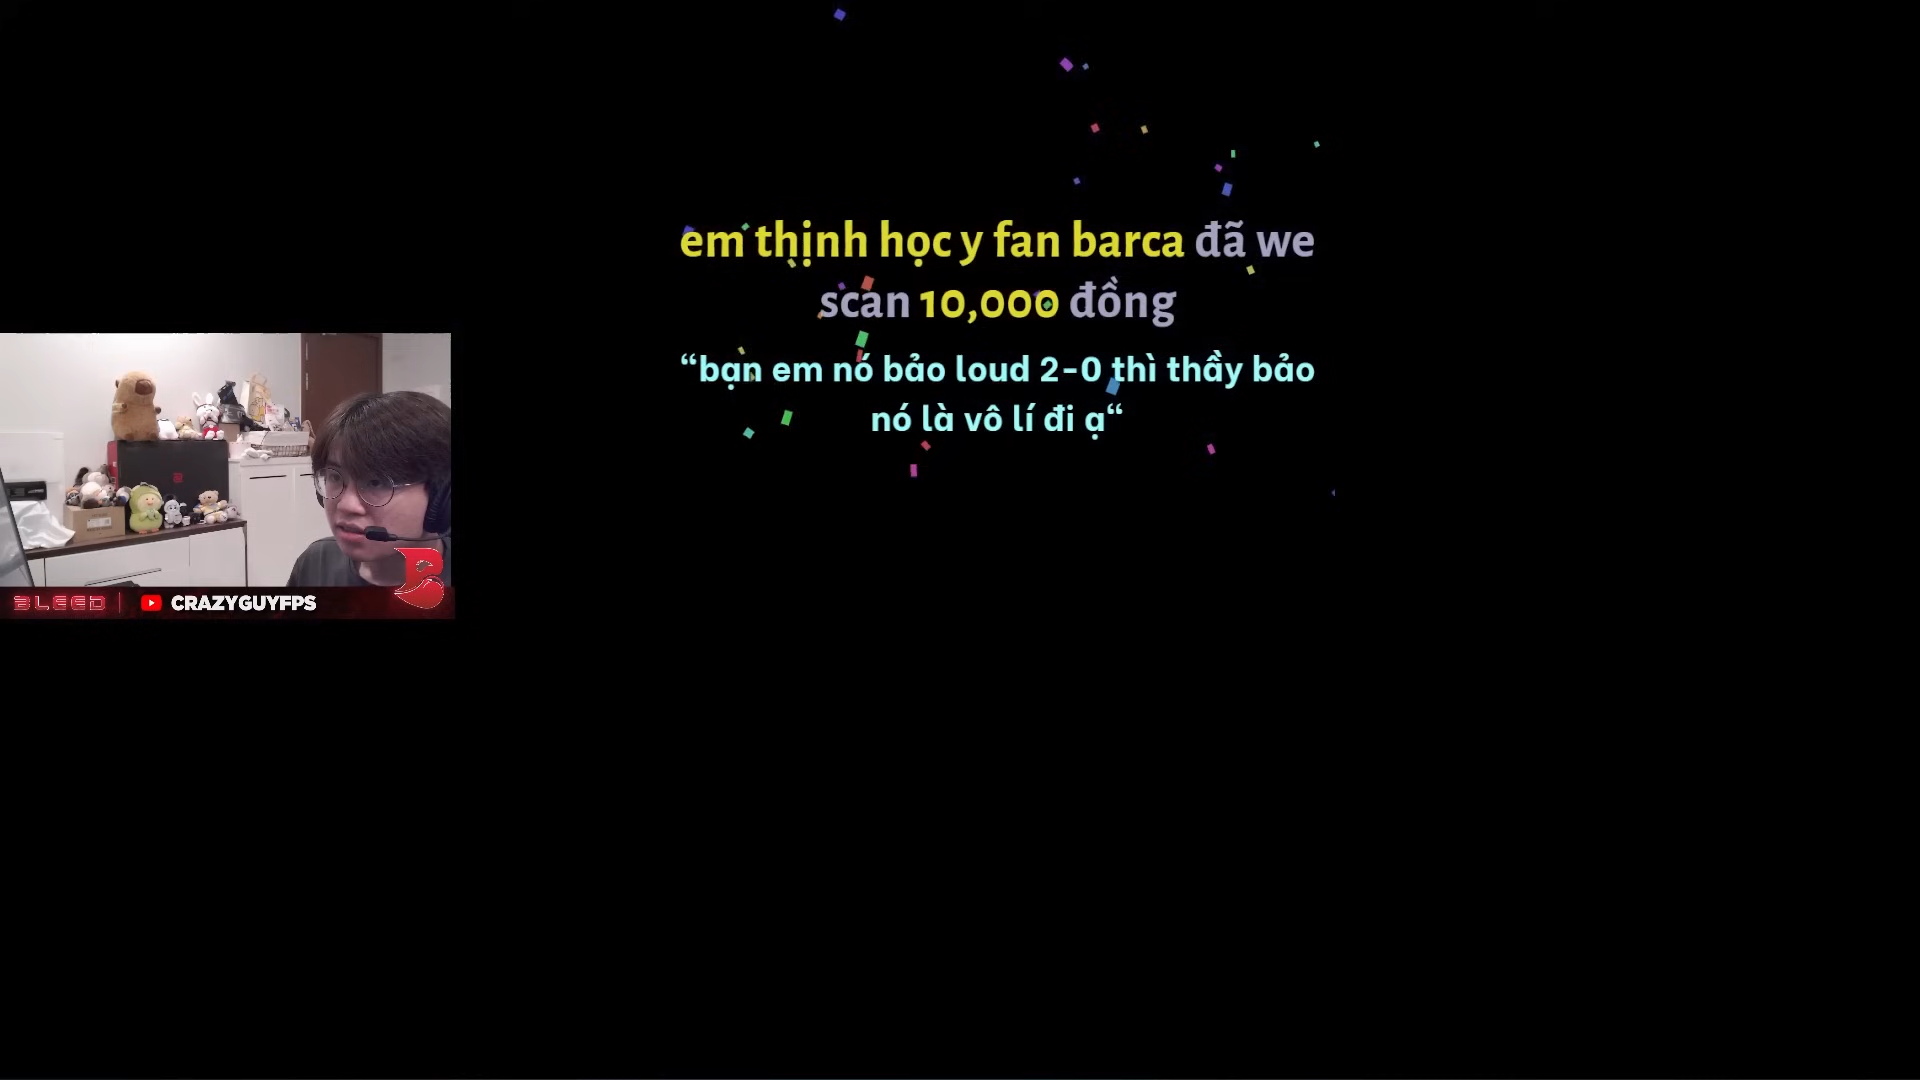 em thịnh học y fan barca đã we
scan 10,000 đồng
“bạn em nó bảo loud 2-0 thì thầy bảo
nó là vô lí đi ạ“
BLEED | CRAZYGUYFPS